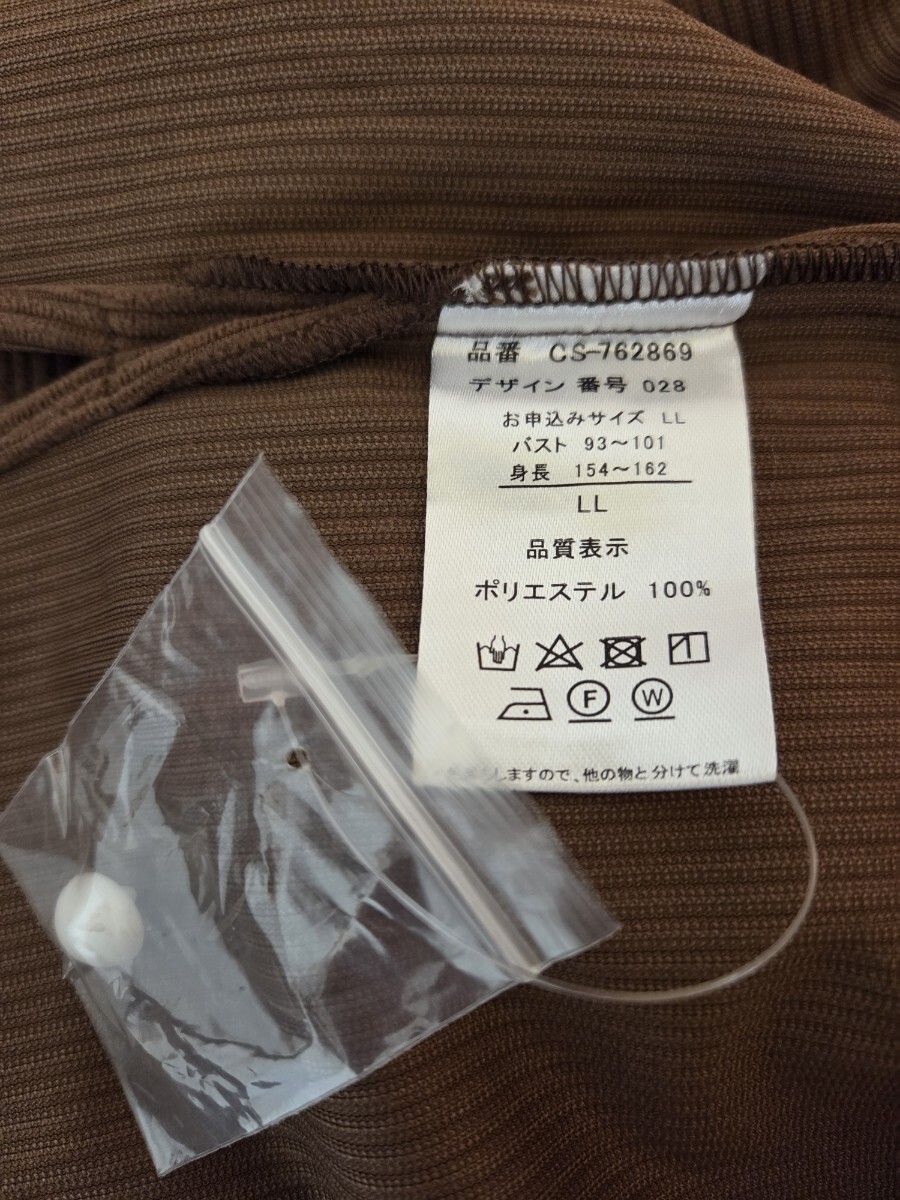 品番 CS-762869
デザイン 番号 028
お申込みサイズ LL
バスト 93～101
身長 154～162
LL
品質表示
ポリエステル 100%
F W
しますので、他の物と分けて洗濯